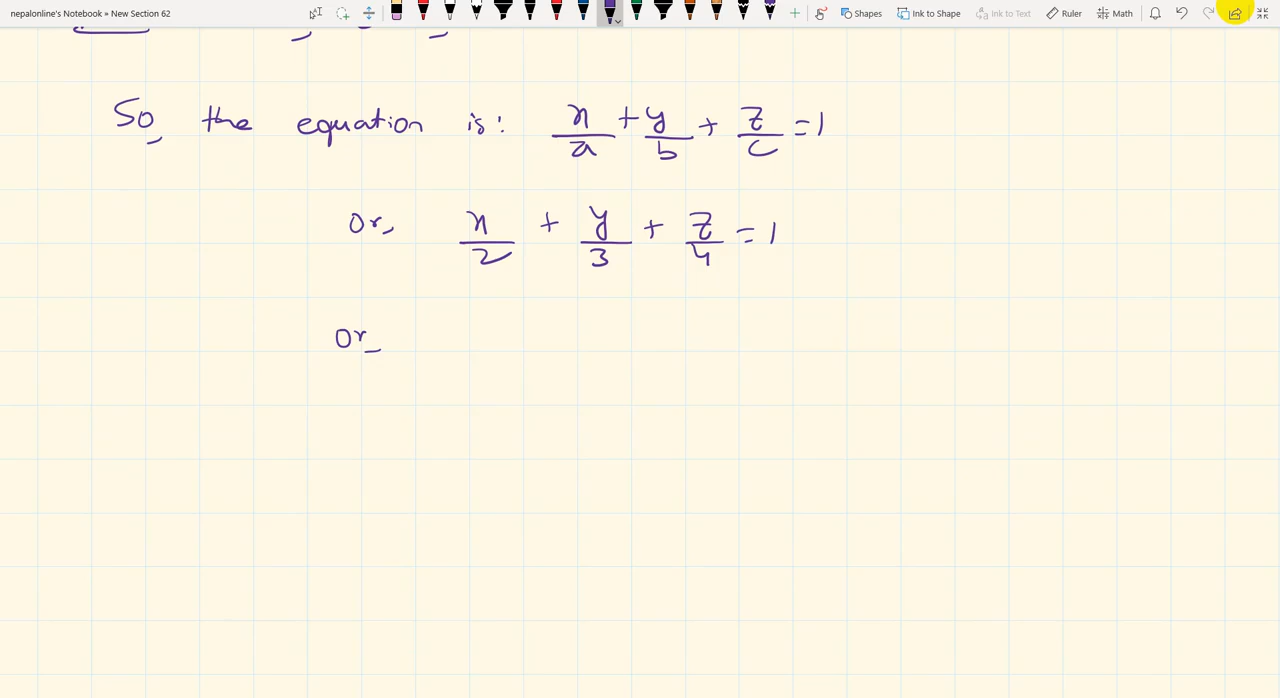 nepalonline's Notebook » New Section 62
Shapes Ink to Shape Ink to Text Ruler Math
So, the equation is: x/a + y/b + z/c = 1
Or, x/2 + y/3 + z/4 = 1
Or,